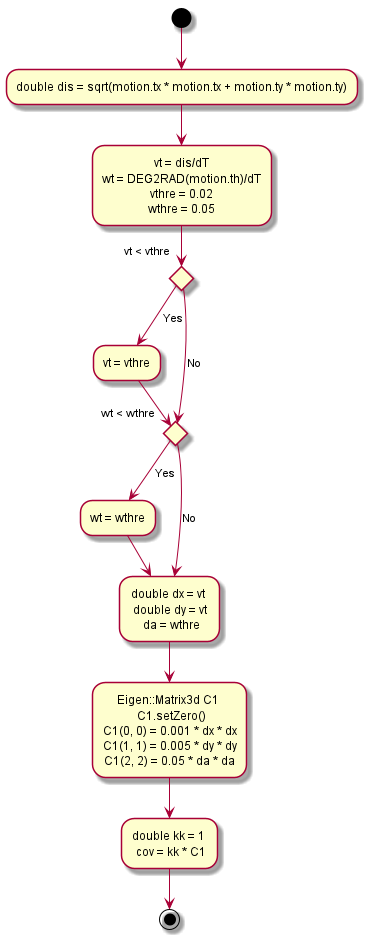 double dis = sqrt(motion.tx * motion.tx + motion.ty * motion.ty)
vt = dis/dT
wt = DEG2RAD(motion.th)/dT
vthre = 0.02
wthre = 0.05
vt < vthre
Yes
vt = vthre
No
wt < wthre
Yes
wt = wthre
No
double dx = vt
double dy = vt
da = wthre
Eigen::Matrix3d C1
C1.setZero()
C1(0, 0) = 0.001 * dx * dx
C1(1, 1) = 0.005 * dy * dy
C1(2, 2) = 0.05 * da * da
double kk = 1
cov = kk * C1